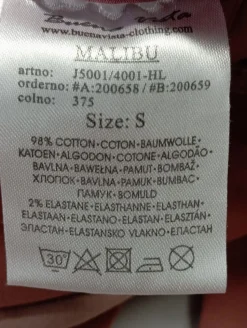 Buena vida
www.buenavista-clothing.com
MALIBU
artno: J5001/4001-HL
orderno: #A:200658 / #B:200659
colno: 375
Size: S
98% COTTON • COTON • BAUMWOLLE •
KATOEN • ALGODON • COTONE • ALGODÃO •
BAVLNA • BAWEŁNA • PAMUT • BOMBAŽ •
ХЛОПОК • BAVLNA • PAMUK • BUMBAC •
ПАМУК • BOMULD
2% ELASTANE • ELASTHANNE • ELASTHAN •
ELASTAAN • ELASTANO • ELASTAN • ELASZTÁN •
ЭЛАСТАН • ELASTANSKO VLAKNO • ЕЛАСТАН
30°